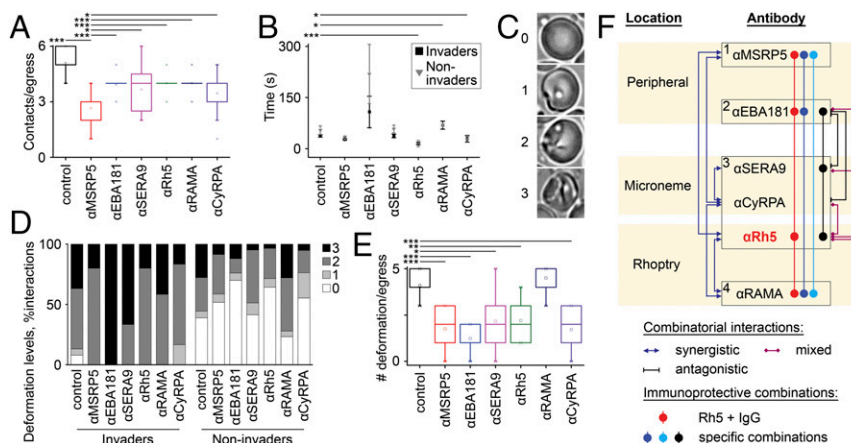 A
Contacts/egress
6
3
0
***
***
***
*
***
***
*
control
αMSRP5
αEBA181
αSERA9
αRh5
αRAMA
αCyRPA
B
Time (s)
300
150
0
*
*
***
Invaders
Non-
invaders
control
αMSRP5
αEBA181
αSERA9
αRh5
αRAMA
αCyRPA
C
0
1
2
3
D
Deformation levels, %interactions
100
50
0
3
2
1
0
control
αMSRP5
αEBA181
αSERA9
αRh5
αRAMA
αCyRPA
control
αMSRP5
αEBA181
αSERA9
αRh5
αRAMA
αCyRPA
Invaders
Non-invaders
E
# deformation/egress
5
0
***
***
*
***
***
control
αMSRP5
αEBA181
αSERA9
αRh5
αRAMA
αCyRPA
F
Location Antibody
Peripheral
1 αMSRP5
2 αEBA181
Microneme
3 αSERA9
αCyRPA
αRh5
Rhoptry
4 αRAMA
Combinatorial interactions:
synergistic mixed
antagonistic
Immunoprotective combinations:
Rh5 + IgG
specific combinations